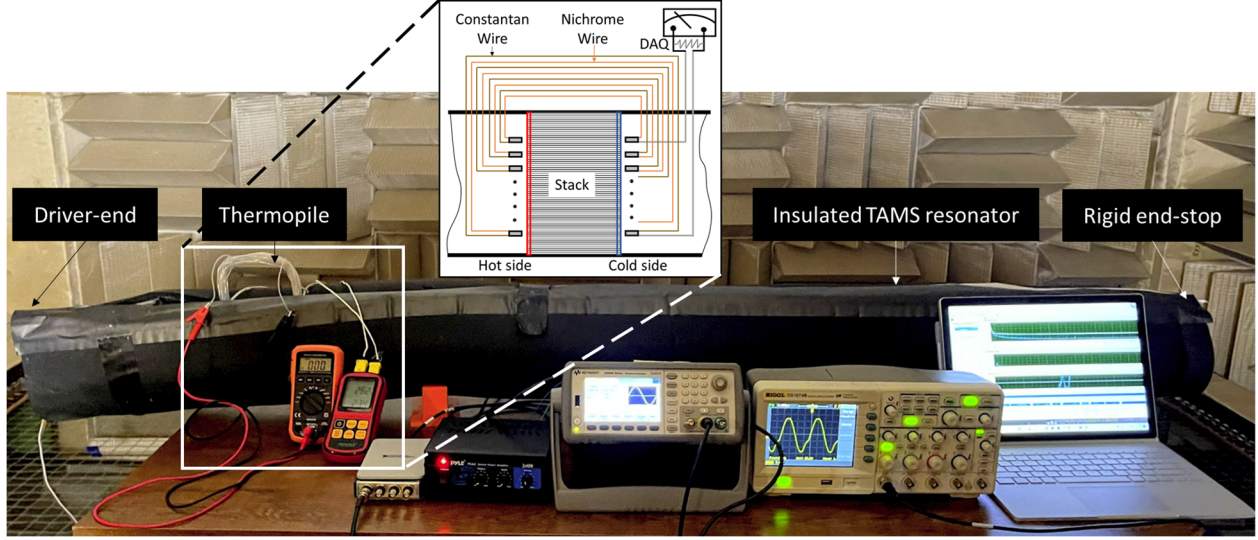 Constantan
Wire
Nichrome
Wire
DAQ
Stack
Hot side
Cold side
Driver-end
Thermopile
Insulated TAMS resonator
Rigid end-stop
PYLE
KEYSIGHT
RIGOL